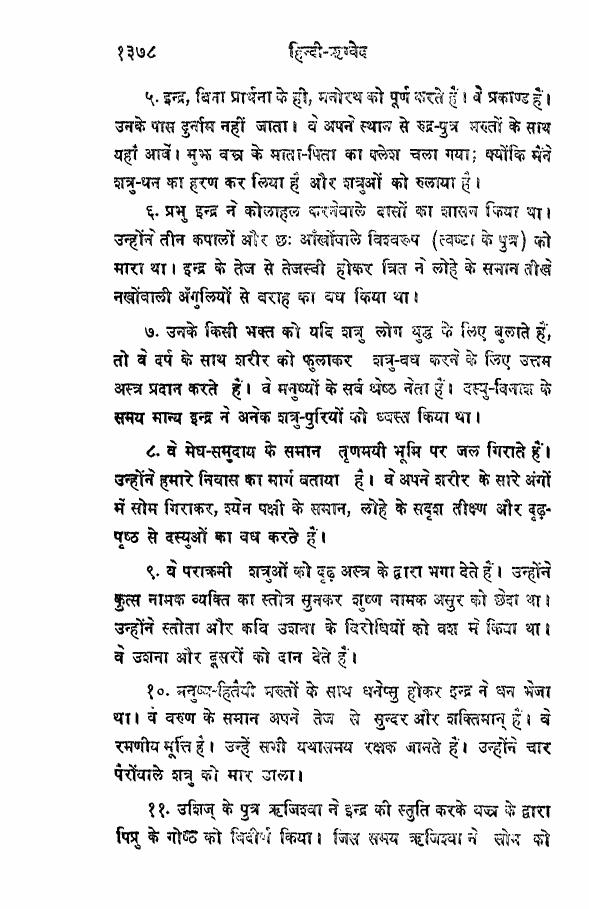 १३७८ हिन्दी-ऋग्वेद
५. इन्द्र, बिना प्रार्थना के ही, मनोरथ को पूर्ण करते हैं। वे प्रकाण्ड हैं।
उनके पास दुर्नाम नहीं जाता। वे अपने स्थान से रुद्र-पुत्र मरुतों के साथ
यहाँ आवें। मुझ वस्र के माता-पिता का क्लेश चला गया; क्योंकि मैंने
शत्रु-धन का हरण कर लिया है और शत्रुओं को रुलाया है।
६. प्रभु इन्द्र ने कोलाहल करनेवाले दासों का शासन किया था।
उन्होंने तीन कपालों और छः आँखोंवाले विश्वरूप (त्वष्टा के पुत्र) को
मारा था। इन्द्र के तेज से तेजस्वी होकर त्रित ने लोहे के समान तीखे
नखोंवाली अँगुलियों से वराह का वध किया था।
७. उनके किसी भक्त को यदि शत्रु लोग युद्ध के लिए बुलाते हैं,
तो वे दर्प के साथ शरीर को फुलाकर शत्रु-वध करने के लिए उत्तम
अस्त्र प्रदान करते हैं। वे मनुष्यों के सर्व श्रेष्ठ नेता हैं। दस्यु-विनाश के
समय मान्य इन्द्र ने अनेक शत्रु-पुरियों को ध्वस्त किया था।
८. वे मेघ-समुदाय के समान तृणमयी भूमि पर जल गिराते हैं।
उन्होंने हमारे निवास का मार्ग बताया है। वे अपने शरीर के सारे अंगों
में सोम गिराकर, श्येन पक्षी के समान, लोहे के सदृश तीक्ष्ण और दृढ़-
पृष्ठ से दस्युओं का वध करते हैं।
९. वे पराक्रमी शत्रुओं को दृढ़ अस्त्र के द्वारा भगा देते हैं। उन्होंने
कुत्स नामक व्यक्ति का स्तोत्र सुनकर शुष्ण नामक असुर को छेदा था।
उन्होंने स्तोता और कवि उशना के विरोधियों को वश में किया था।
वे उशना और दूसरों को दान देते हैं।
१०. मनुष्य-हितैषी मरुतों के साथ धनेप्सु होकर इन्द्र ने धन भेजा
था। वे वरुण के समान अपने तेज से सुन्दर और शक्तिमान् हैं। वे
रमणीय मूर्त्ति हैं। उन्हें सभी यथासमय रक्षक जानते हैं। उन्होंने चार
पैरोंवाले शत्रु को मार डाला।
११. उशिज् के पुत्र ऋजिश्वा ने इन्द्र की स्तुति करके वज्र के द्वारा
पिप्रु के गोष्ठ को विदीर्ण किया। जिस समय ऋजिश्वा ने सोम को